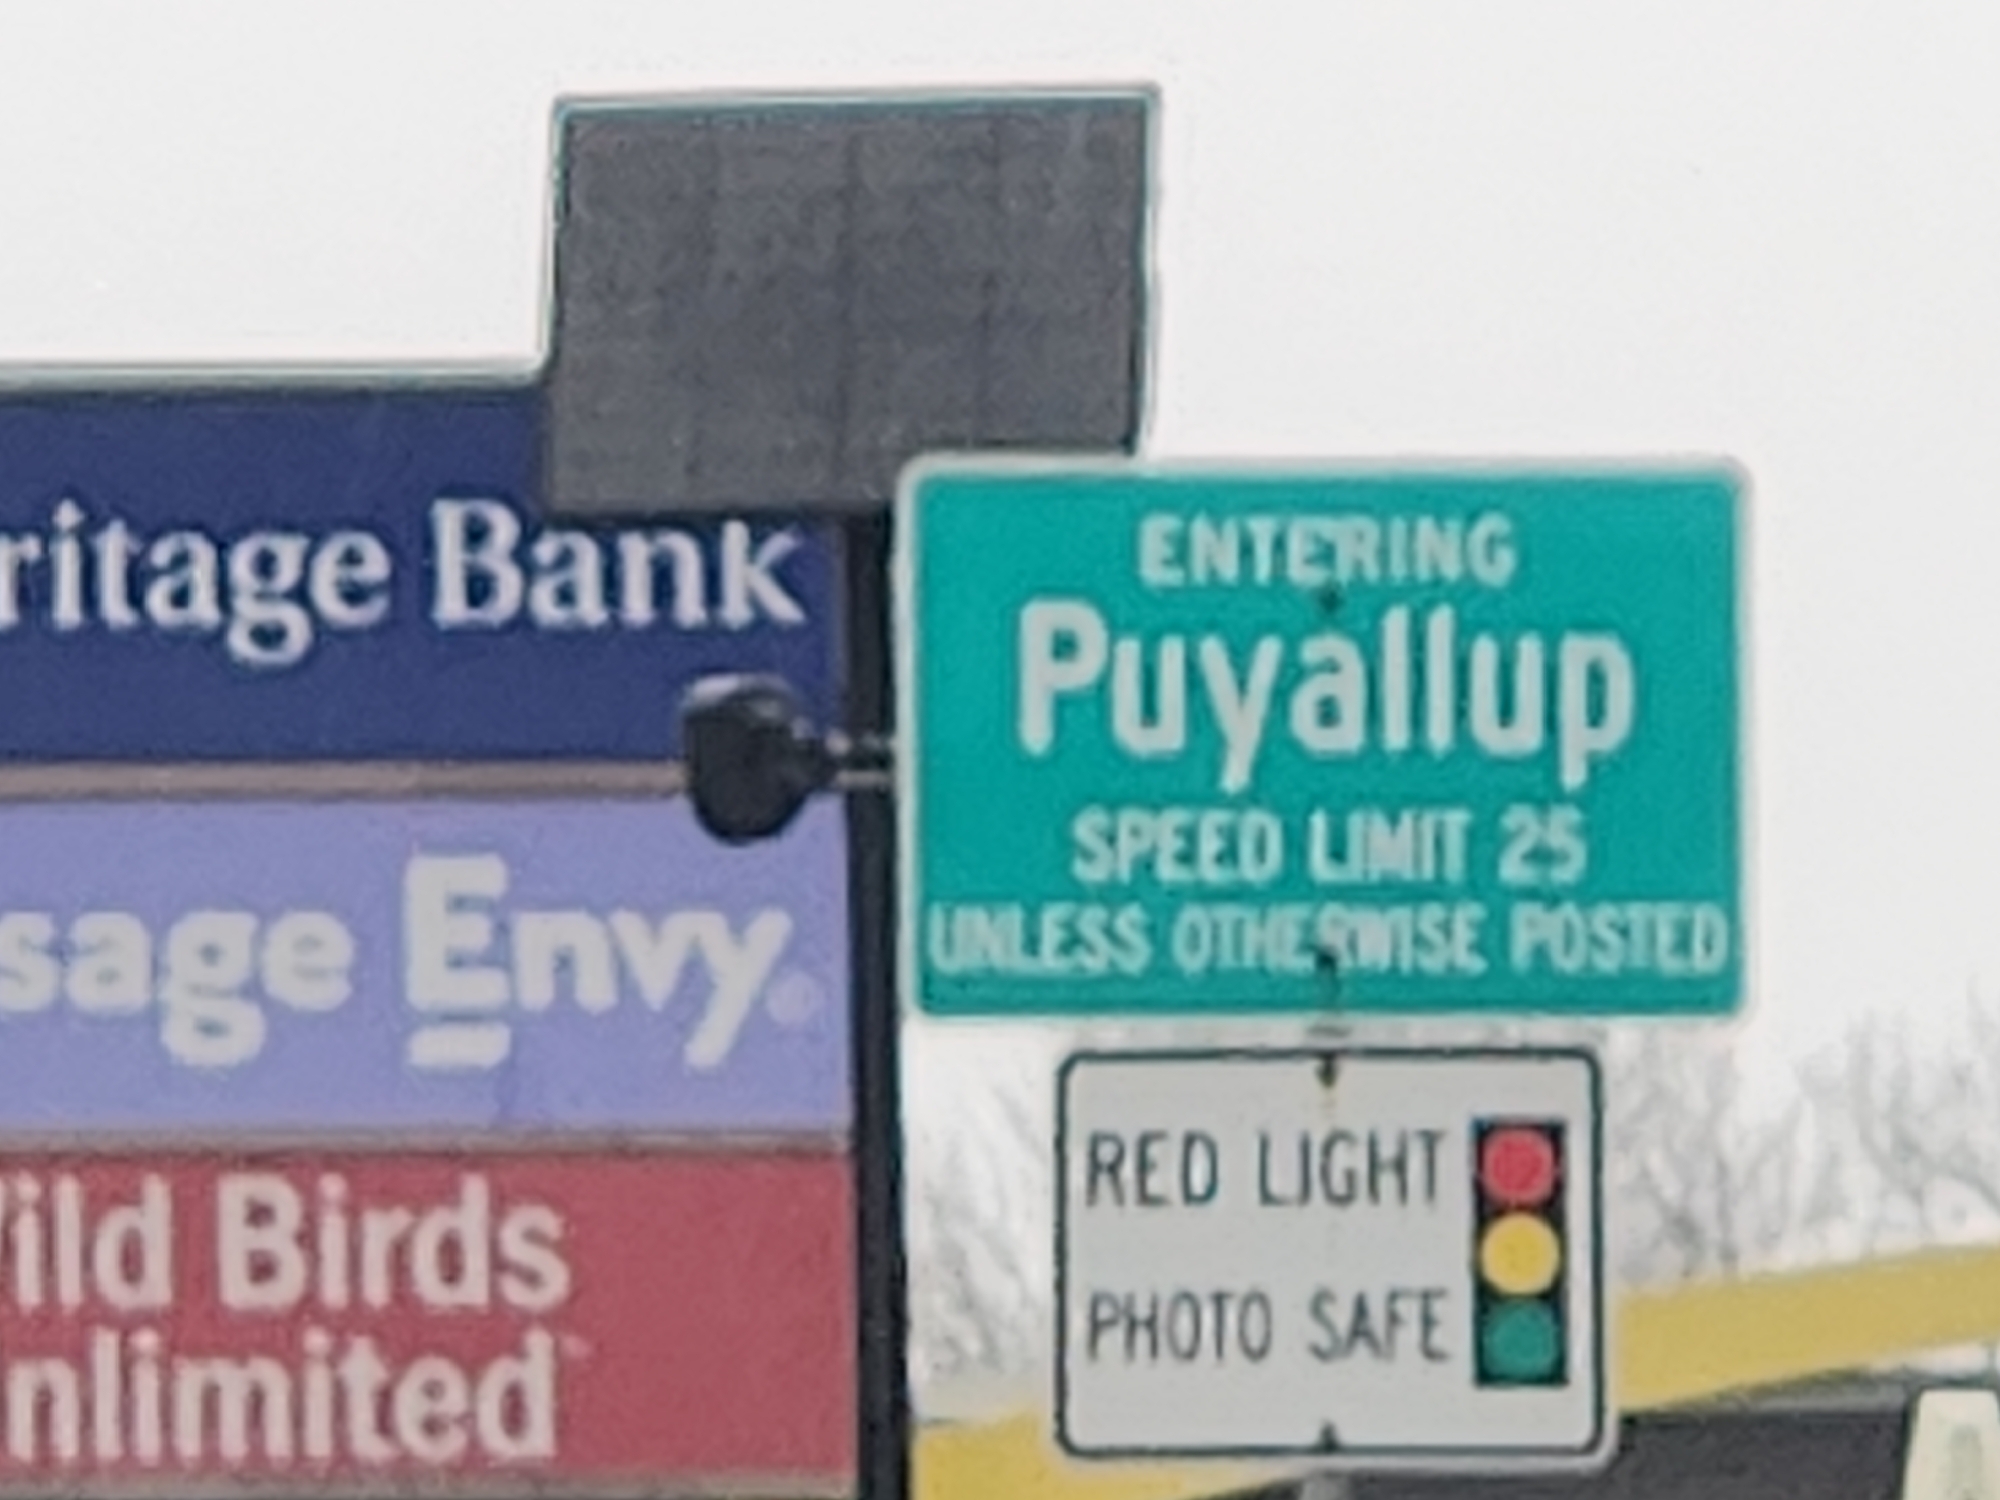 ritage Bank
sage Envy.
ild Birds
nlimited
ENTERING
Puyallup
SPEED LIMIT 25
UNLESS OTHERWISE POSTED
RED LIGHT
PHOTO SAFE